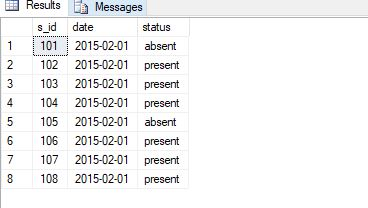 Results Messages
s_id date status
1 101 2015-02-01 absent
2 102 2015-02-01 present
3 103 2015-02-01 present
4 104 2015-02-01 present
5 105 2015-02-01 absent
6 106 2015-02-01 present
7 107 2015-02-01 present
8 108 2015-02-01 present